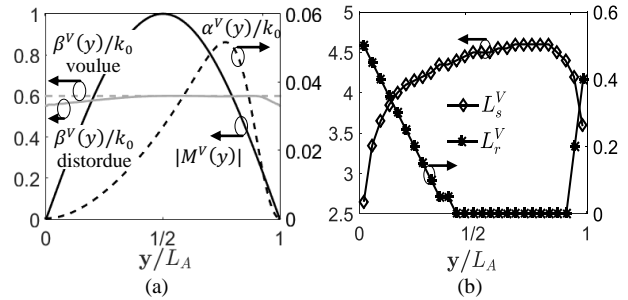 (a)
β^V(y)/k_0
voulue
α^V(y)/k_0
β^V(y)/k_0
distordue
|M^V(y)|
1
0.8
0.6
0.4
0.2
0
0.06
0.04
0.02
0
0
1/2
1
y/L_A
(a)
(b)
5
4.5
4
3.5
3
2.5
0.6
0.4
0.2
0
L_s^V
L_r^V
0
1/2
1
y/L_A
(b)